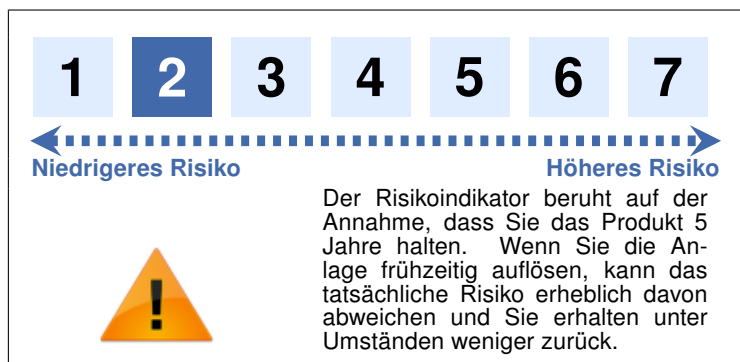 1 2 3 4 5 6 7
Niedrigeres Risiko Höheres Risiko
Der Risikoindikator beruht auf der
Annahme, dass Sie das Produkt 5
Jahre halten. Wenn Sie die An-
lage frühzeitig auflösen, kann das
tatsächliche Risiko erheblich davon
abweichen und Sie erhalten unter
Umständen weniger zurück.
!